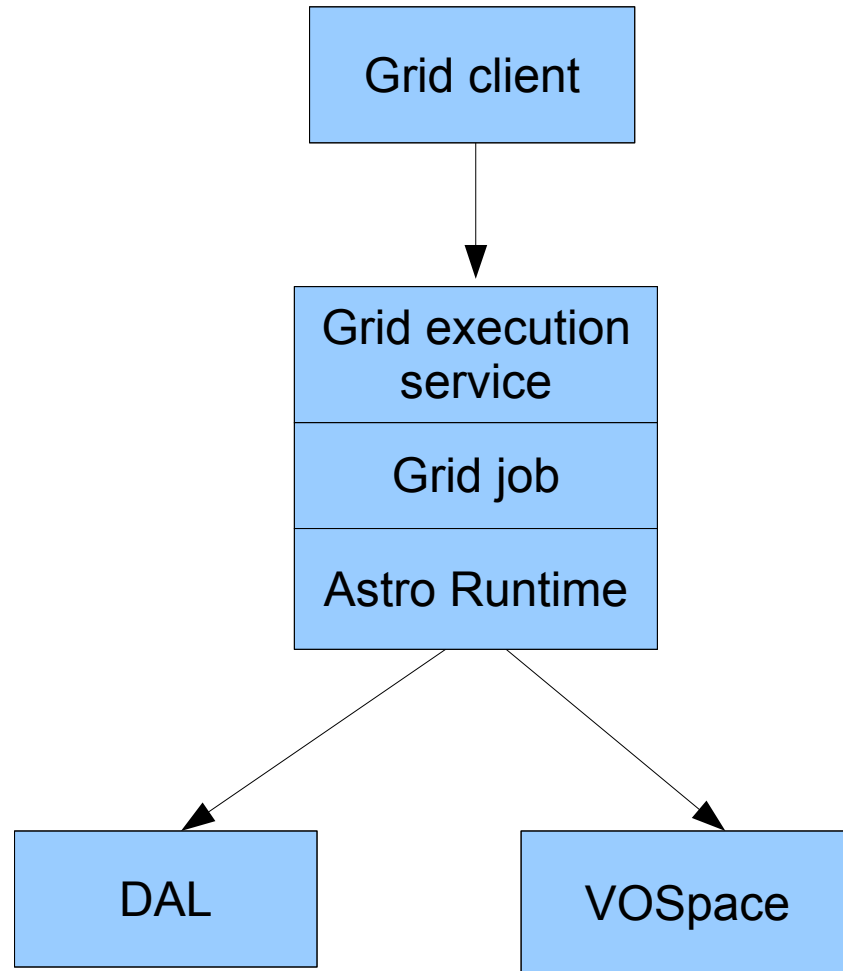 Grid client
Grid execution
service
Grid job
Astro Runtime
DAL
VOSpace